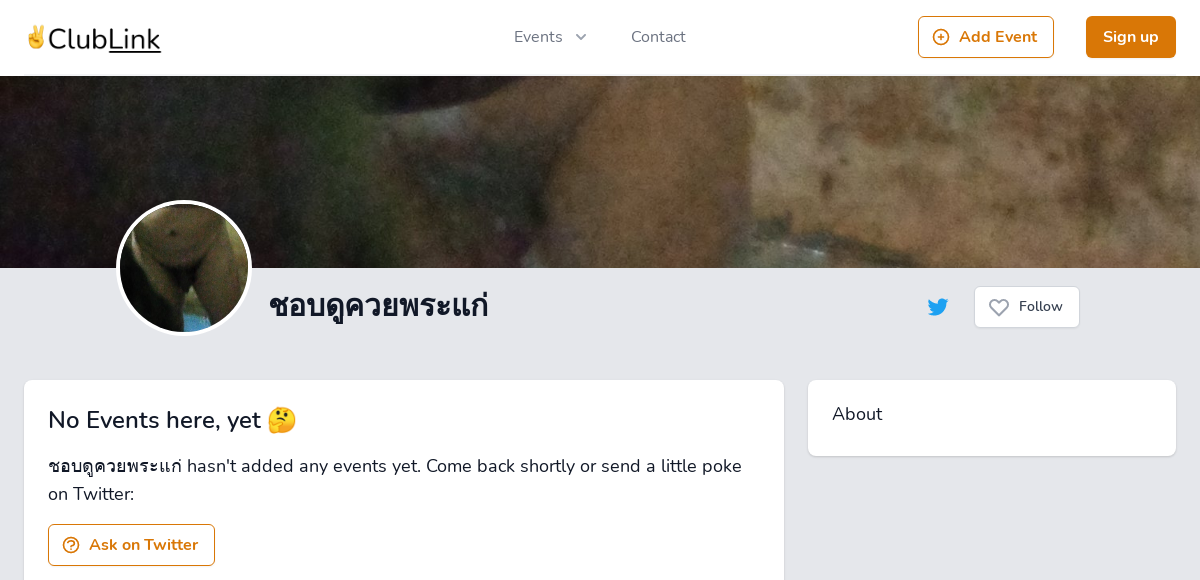 ✌️ClubLink
Events
Contact
Add Event
Sign up
ชอบดูควยพระแก่
Follow
No Events here, yet 🤔
ชอบดูควยพระแก่ hasn't added any events yet. Come back shortly or send a little poke
on Twitter:
Ask on Twitter
About